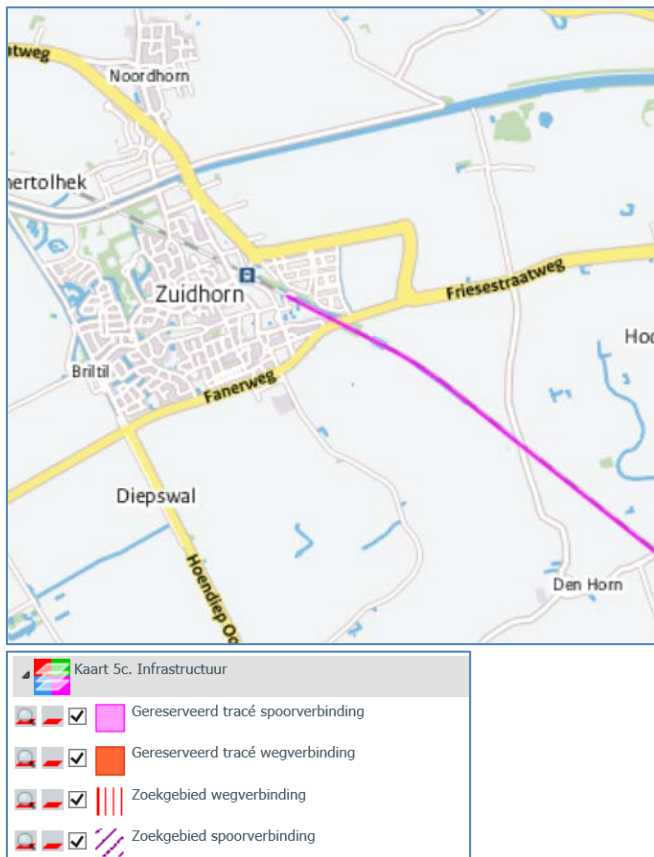 atweg
Noordhorn
nertolhek
Zuidhorn
Friesestraatweg
Hoo
Briltil
Fanerweg
Diepswal
Hoendiep Oo
Den Horn
Kaart 5c. Infrastructuur
Gereserveerd tracé spoorverbinding
Gereserveerd tracé wegverbinding
Zoekgebied wegverbinding
Zoekgebied spoorverbinding